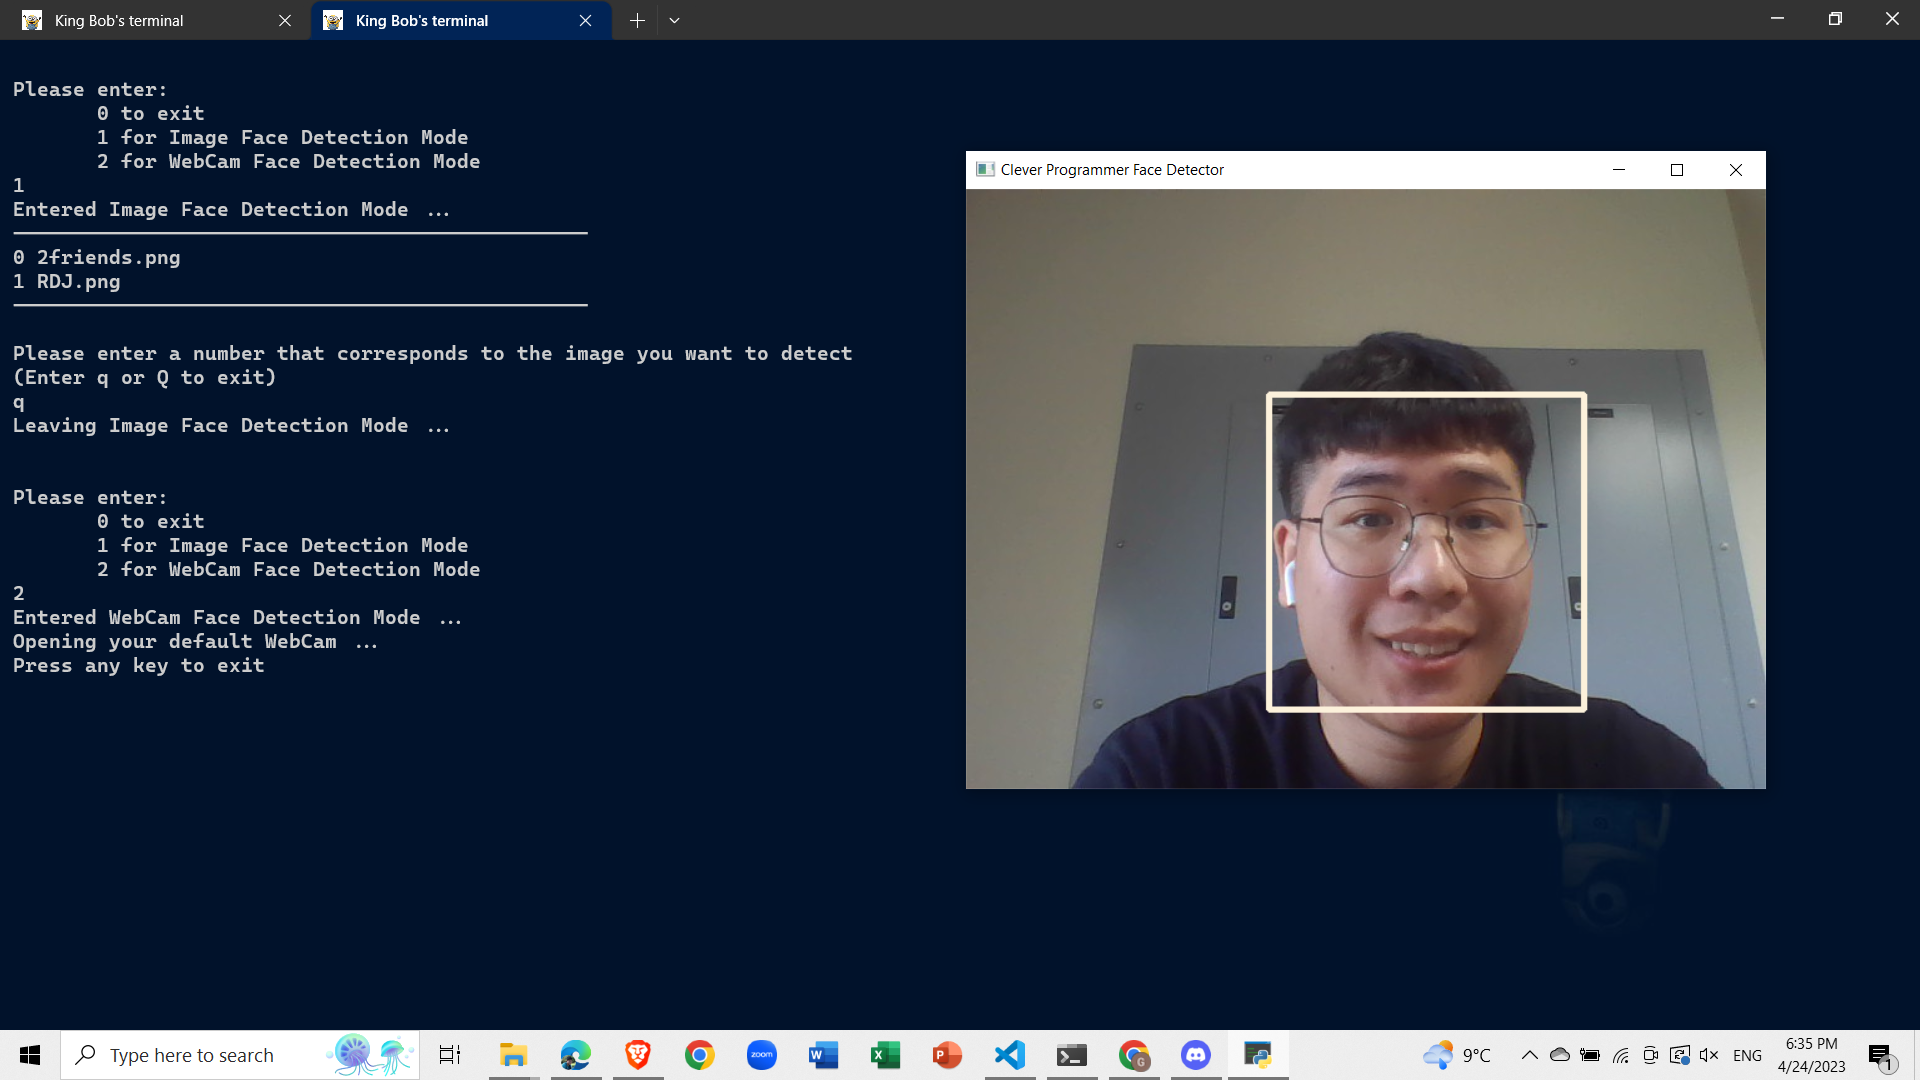 King Bob's terminal
King Bob's terminal
Please enter:
0 to exit
1 for Image Face Detection Mode
2 for WebCam Face Detection Mode
1
Entered Image Face Detection Mode ...
0 2friends.png
1 RDJ.png
Please enter a number that corresponds to the image you want to detect
(Enter q or Q to exit)
q
Leaving Image Face Detection Mode ...
Please enter:
0 to exit
1 for Image Face Detection Mode
2 for WebCam Face Detection Mode
2
Entered WebCam Face Detection Mode ...
Opening your default WebCam ...
Press any key to exit
Clever Programmer Face Detector
Type here to search
zoom
W
X
P
G
9°C
ENG
6:35 PM
4/24/2023
1